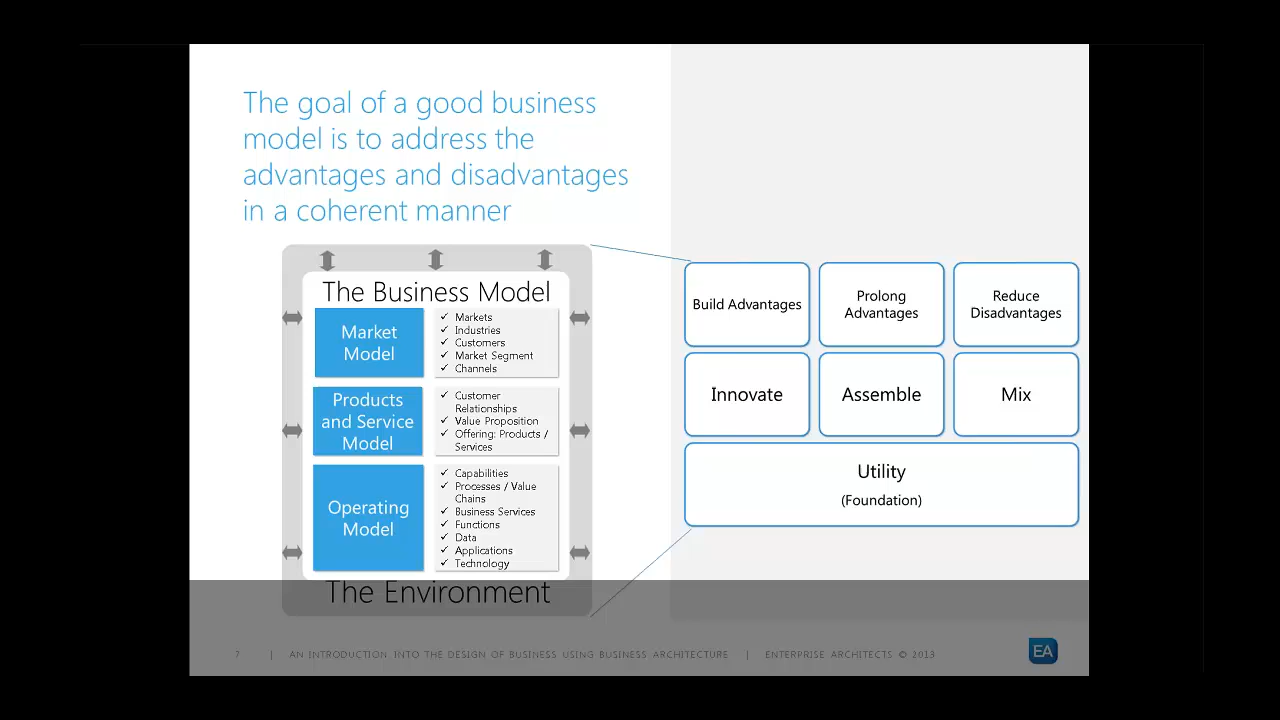 The goal of a good business
model is to address the
advantages and disadvantages
in a coherent manner
The Business Model
Market
Model
✓ Markets
✓ Industries
✓ Customers
✓ Market Segment
✓ Channels
Products
and Service
Model
✓ Customer
Relationships
✓ Value Proposition
✓ Offering: Products /
Services
Operating
Model
✓ Capabilities
✓ Processes / Value
Chains
✓ Business Services
✓ Functions
✓ Data
✓ Applications
✓ Technology
The Environment
Build Advantages
Prolong
Advantages
Reduce
Disadvantages
Innovate
Assemble
Mix
Utility
(Foundation)
7 | AN INTRODUCTION INTO THE DESIGN OF BUSINESS USING BUSINESS ARCHITECTURE | ENTERPRISE ARCHITECTS © 2013
EA